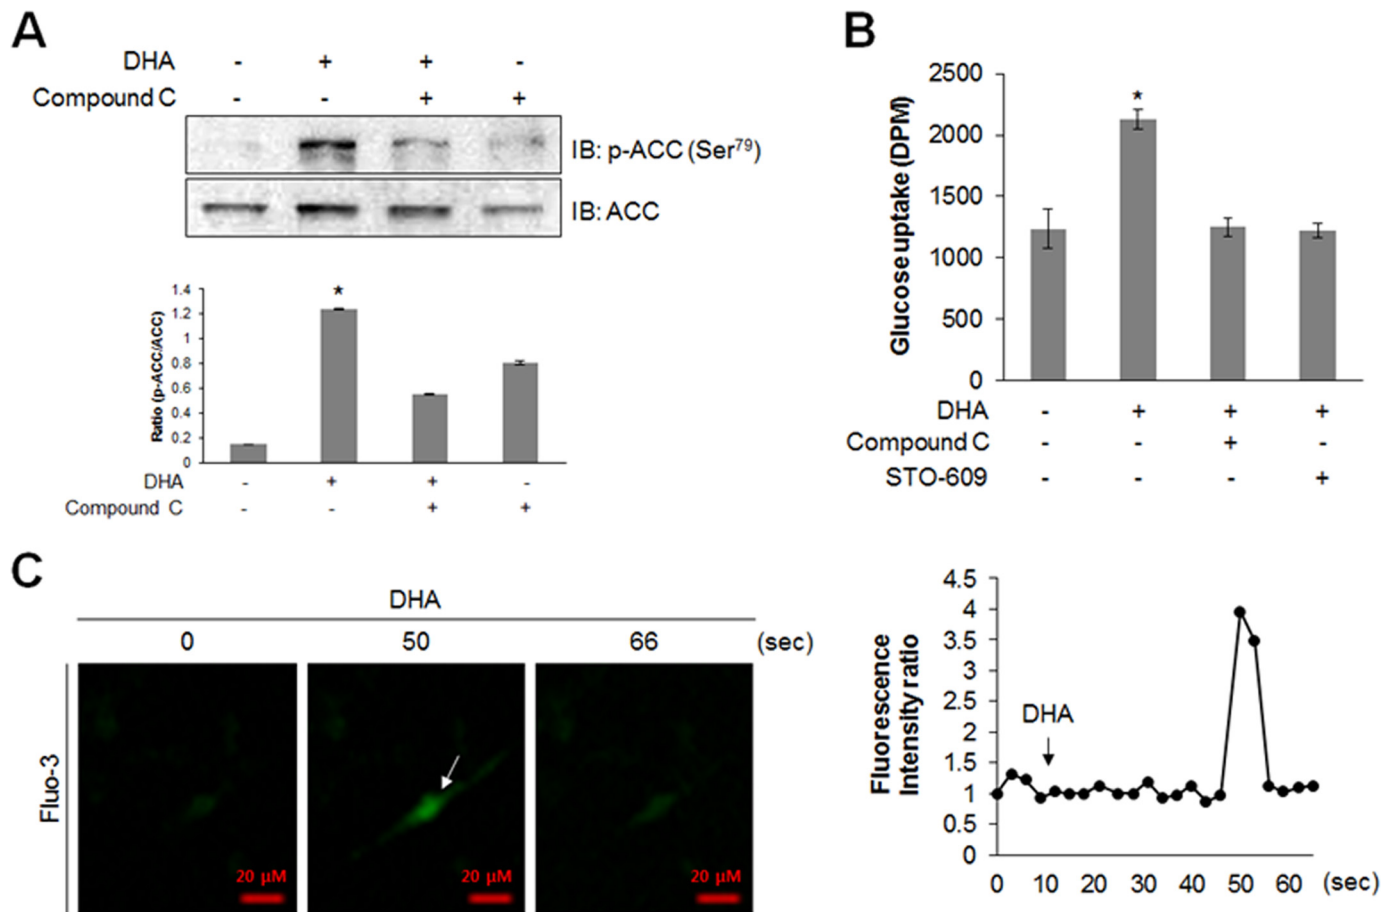 A
DHA - + + -
Compound C - - + +
IB: p-ACC (Ser79)
IB: ACC
Ratio (p-ACC/ACC)
1.4
1.2
1
0.8
0.6
0.4
0.2
0
*
DHA - + + -
Compound C - - + +
B
Glucose uptake (DPM)
2500
2000
1500
1000
500
0
*
DHA - + + +
Compound C - - + -
STO-609 - - - +
C
DHA
0 50 66 (sec)
Fluo-3
20 μM 20 μM 20 μM
Fluorescence
Intensity ratio
4.5
4
3.5
3
2.5
2
1.5
1
0.5
0
DHA
0 10 20 30 40 50 60 (sec)